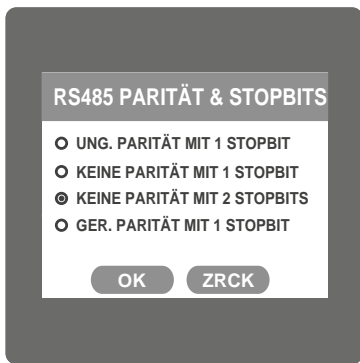 RS485 PARITÄT & STOPBITS
UNG. PARITÄT MIT 1 STOPBIT
KEINE PARITÄT MIT 1 STOPBIT
KEINE PARITÄT MIT 2 STOPBITS
GER. PARITÄT MIT 1 STOPBIT
OK ZRCK